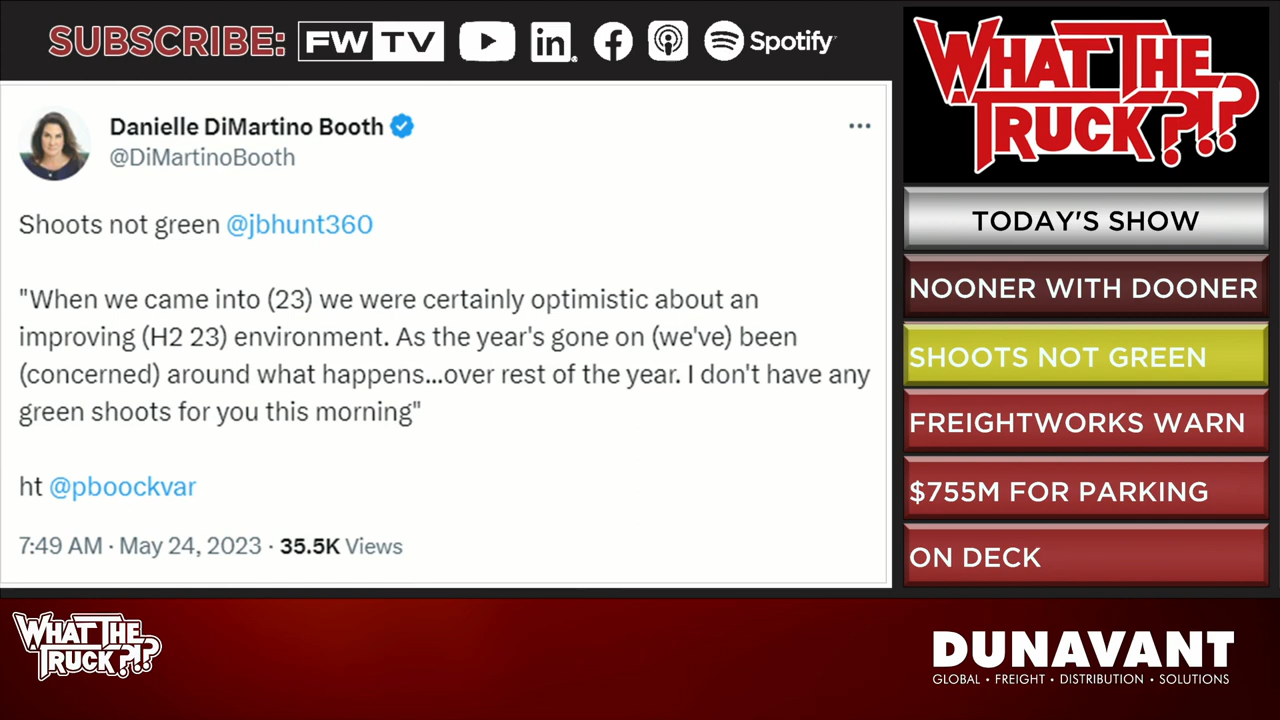 SUBSCRIBE: FW TV in Spotify
Danielle DiMartino Booth
@DiMartinoBooth
Shoots not green @jbhunt360
"When we came into (23) we were certainly optimistic about an
improving (H2 23) environment. As the year's gone on (we've) been
(concerned) around what happens...over rest of the year. I don't have any
green shoots for you this morning"
ht @pboockvar
7:49 AM · May 24, 2023 · 35.5K Views
WHAT THE
TRUCK?!?
TODAY'S SHOW
NOONER WITH DOONER
SHOOTS NOT GREEN
FREIGHTWORKS WARN
$755M FOR PARKING
ON DECK
WHAT THE
TRUCK?!?
DUNAVANT
GLOBAL • FREIGHT • DISTRIBUTION • SOLUTIONS